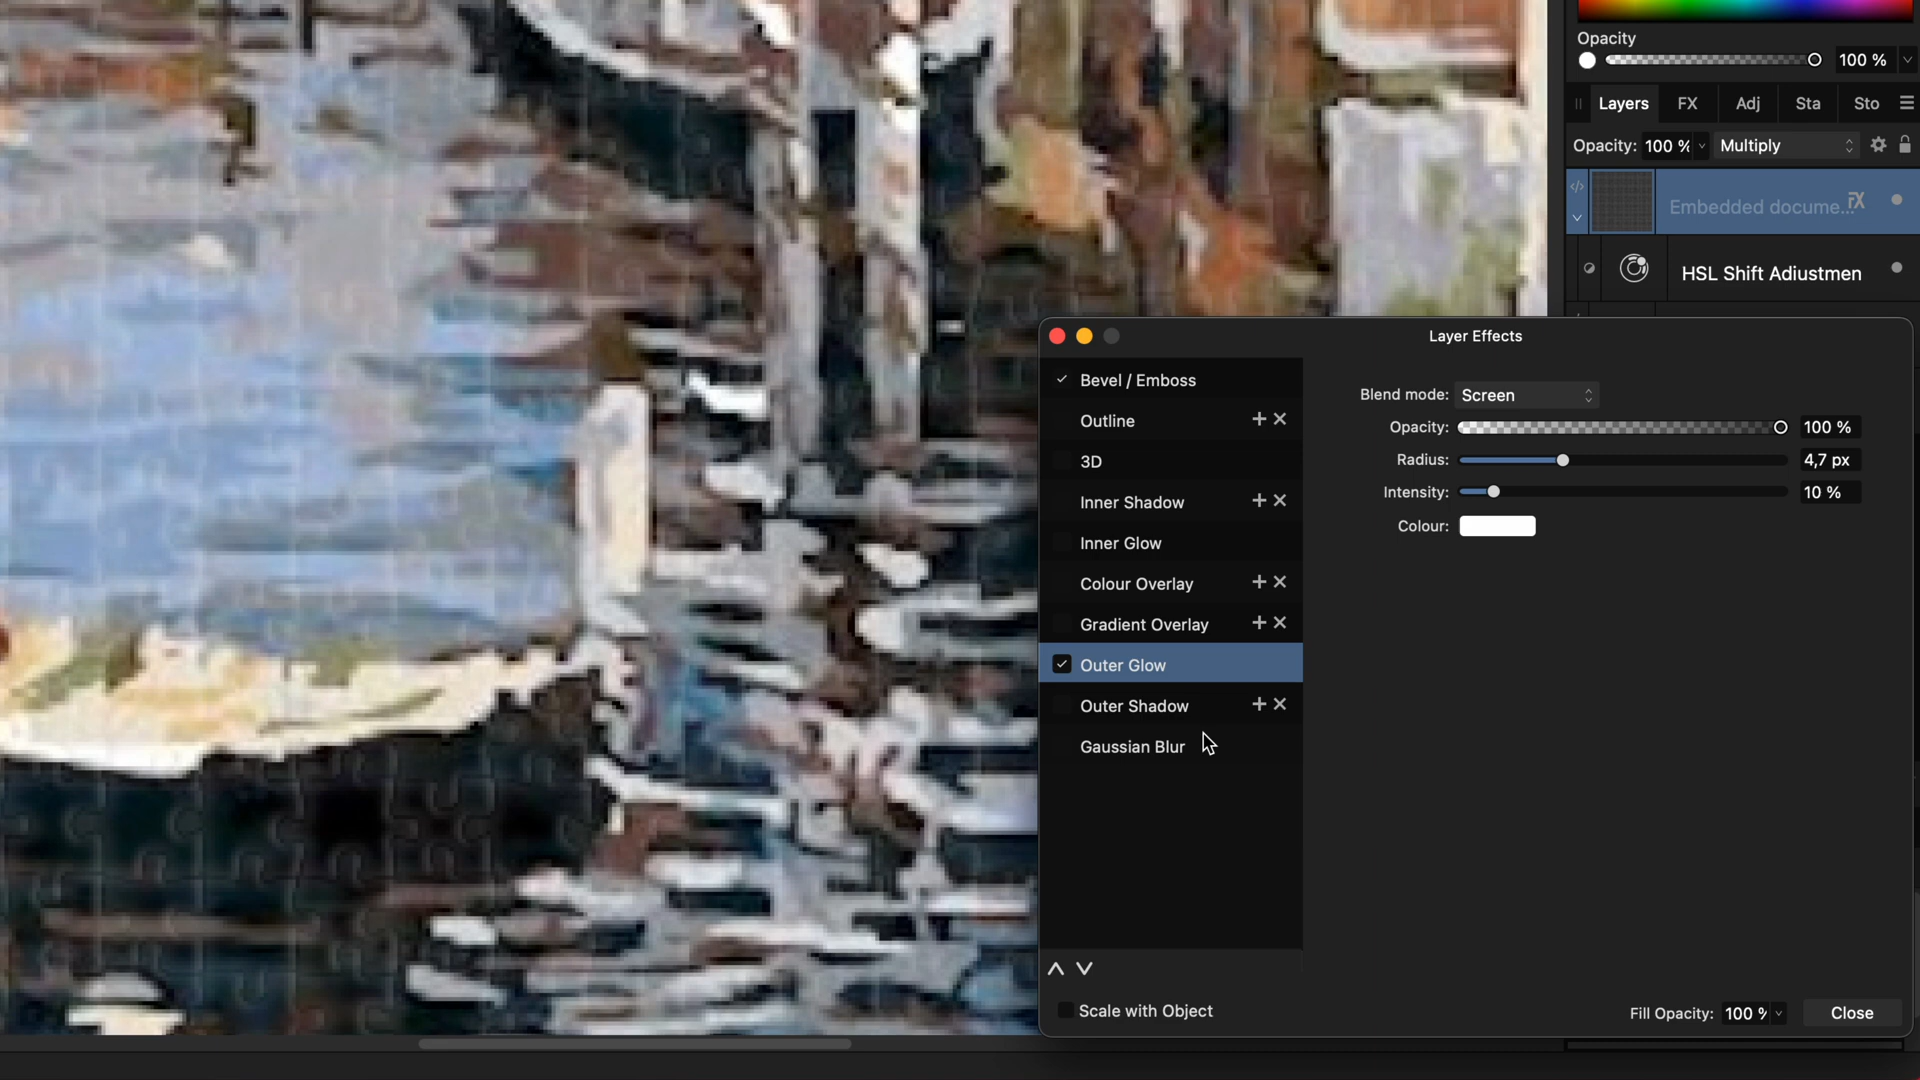 Opacity
100 %
Layers FX Adj Sta Sto
Opacity: 100 % Multiply
Embedded docume...
HSL Shift Adjustmen
Layer Effects
Bevel / Emboss
Outline
3D
Inner Shadow
Inner Glow
Colour Overlay
Gradient Overlay
Outer Glow
Outer Shadow
Gaussian Blur
Blend mode: Screen
Opacity: 100 %
Radius: 4,7 px
Intensity: 10 %
Colour:
Scale with Object
Fill Opacity: 100 %
Close